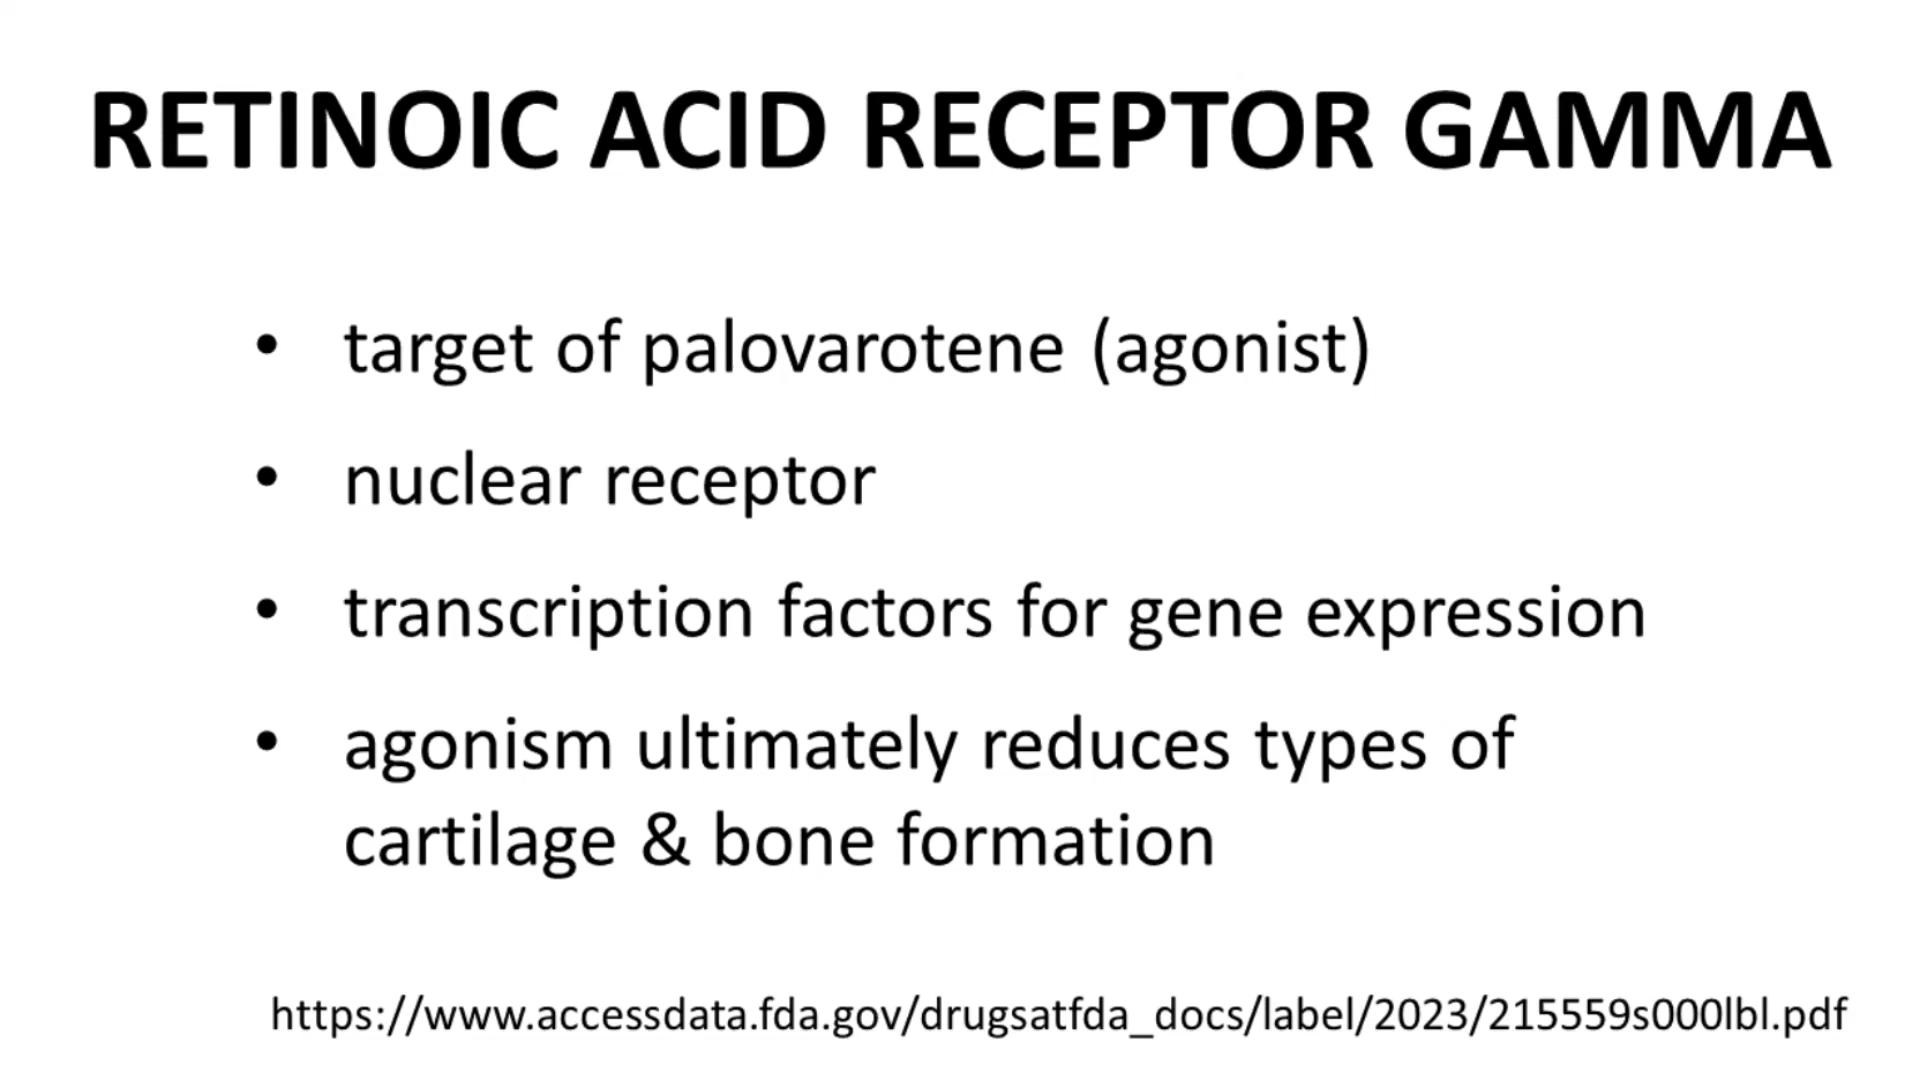 RETINOIC ACID RECEPTOR GAMMA
• target of palovarotene (agonist)
• nuclear receptor
• transcription factors for gene expression
• agonism ultimately reduces types of
cartilage & bone formation
https://www.accessdata.fda.gov/drugsatfda_docs/label/2023/215559s000lbl.pdf